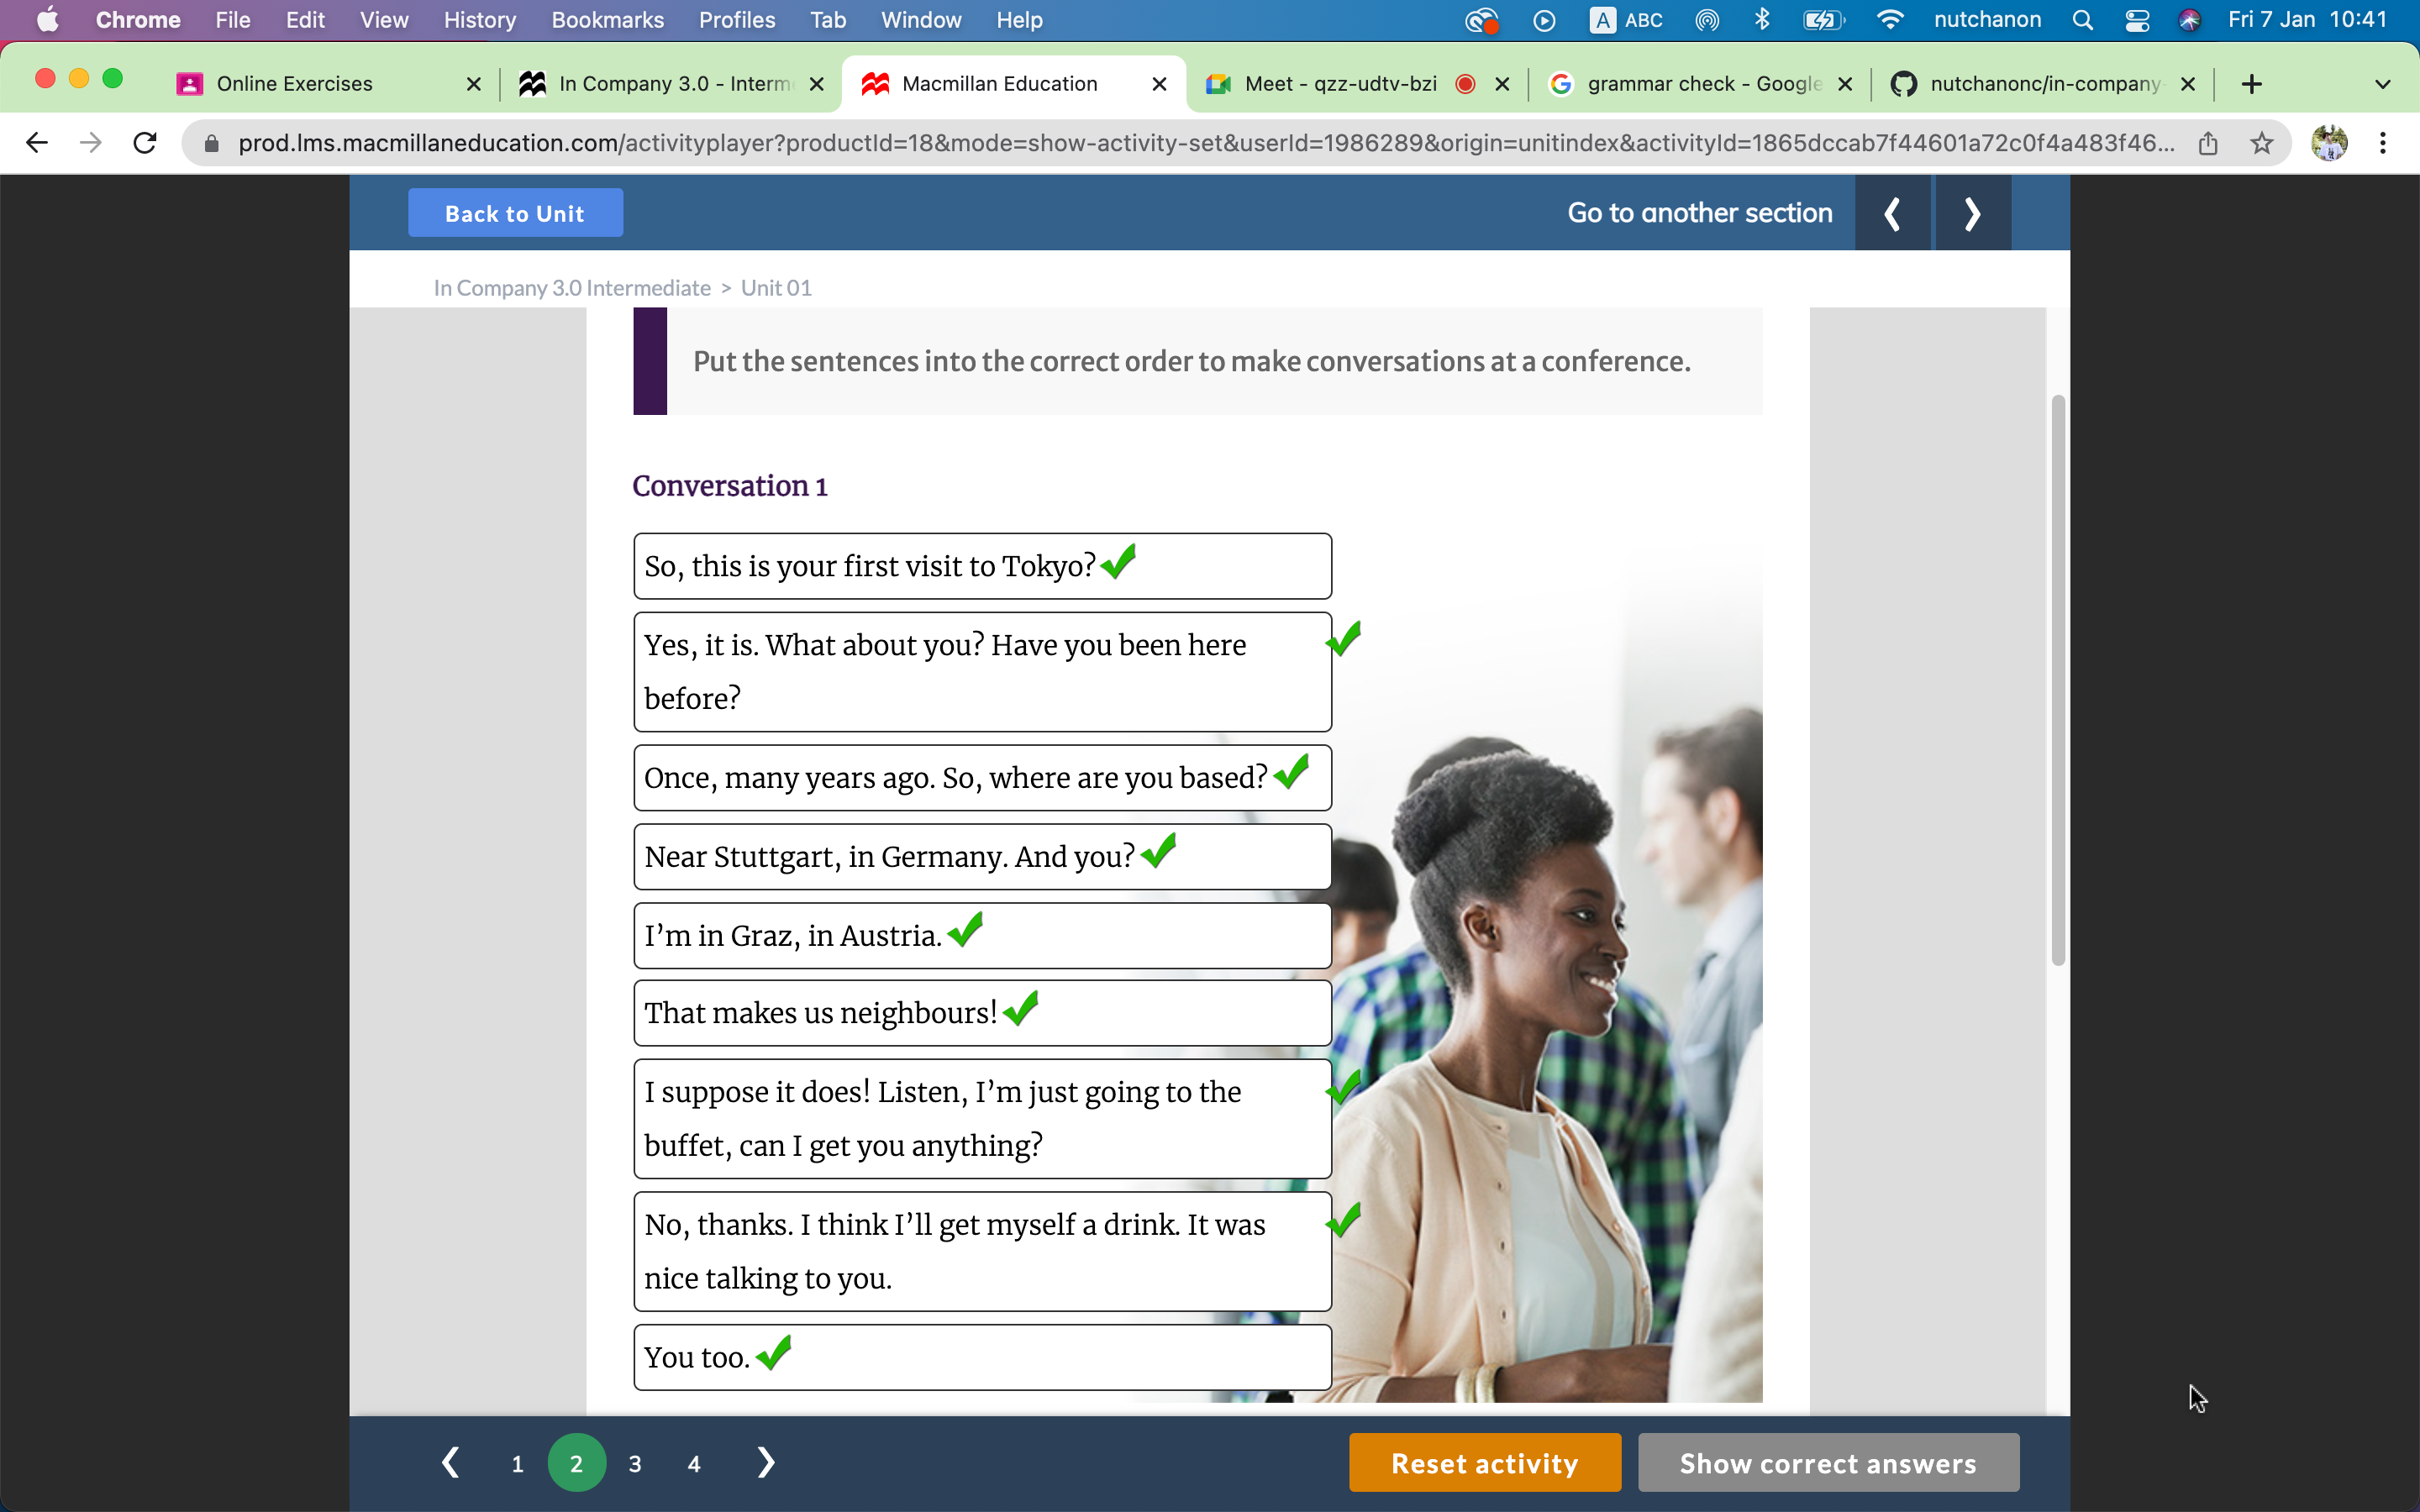 Chrome File Edit View History Bookmarks Profiles Tab Window Help A ABC nutchanon Fri 7 Jan 10:41
Online Exercises In Company 3.0 - Interm Macmillan Education Meet - qzz-udtv-bzi grammar check - Google nutchanonc/in-company-
prod.lms.macmillaneducation.com/activityplayer?productId=18&mode=show-activity-set&userId=1986289&origin=unitindex&activityId=1865dccab7f44601a72c0f4a483f46...
Back to Unit Go to another section
In Company 3.0 Intermediate > Unit 01
Put the sentences into the correct order to make conversations at a conference.
Conversation 1
So, this is your first visit to Tokyo?
Yes, it is. What about you? Have you been here
before?
Once, many years ago. So, where are you based?
Near Stuttgart, in Germany. And you?
I’m in Graz, in Austria.
That makes us neighbours!
I suppose it does! Listen, I’m just going to the
buffet, can I get you anything?
No, thanks. I think I’ll get myself a drink. It was
nice talking to you.
You too.
1 2 3 4 Reset activity Show correct answers